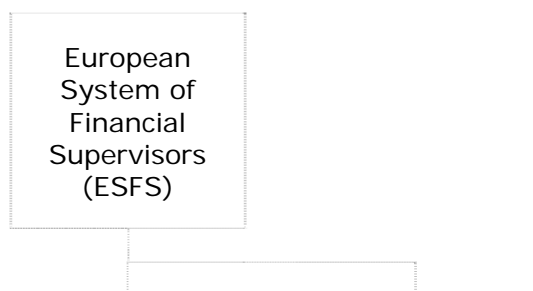 European
System of
Financial
Supervisors
(ESFS)